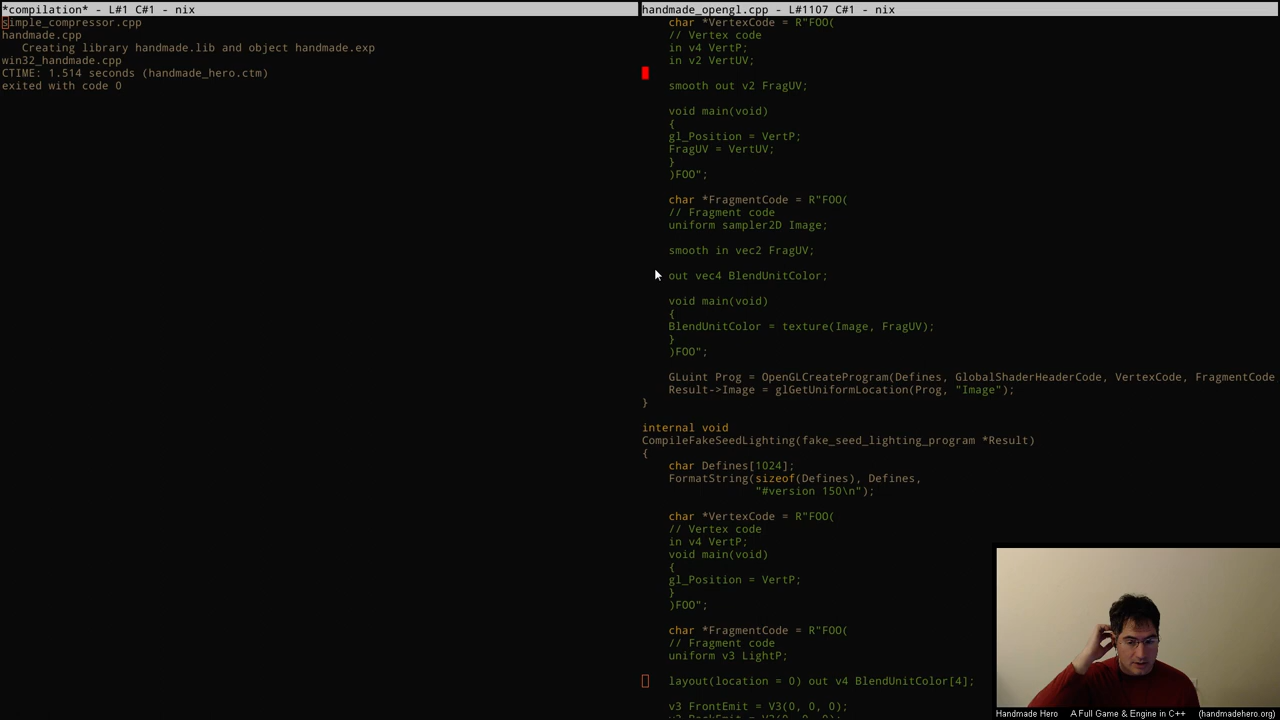 *compilation* - L#1 C#1 - nix
simple_compressor.cpp
handmade.cpp
Creating library handmade.lib and object handmade.exp
win32_handmade.cpp
CTIME: 1.514 seconds (handmade_hero.ctm)
exited with code 0
handmade_opengl.cpp - L#1107 C#1 - nix
char *VertexCode = R"FOO(
// Vertex code
in v4 VertP;
in v2 VertUV;
smooth out v2 FragUV;
void main(void)
{
gl_Position = VertP;
FragUV = VertUV;
}
)FOO";
char *FragmentCode = R"FOO(
// Fragment code
uniform sampler2D Image;
smooth in vec2 FragUV;
out vec4 BlendUnitColor;
void main(void)
{
BlendUnitColor = texture(Image, FragUV);
}
)FOO";
GLuint Prog = OpenGLCreateProgram(Defines, GlobalShaderHeaderCode, VertexCode, FragmentCode
Result->Image = glGetUniformLocation(Prog, "Image");
}
internal void
CompileFakeSeedLighting(fake_seed_lighting_program *Result)
{
char Defines[1024];
FormatString(sizeof(Defines), Defines,
"#version 150\n");
char *VertexCode = R"FOO(
// Vertex code
in v4 VertP;
void main(void)
{
gl_Position = VertP;
}
)FOO";
char *FragmentCode = R"FOO(
// Fragment code
uniform v3 LightP;
layout(location = 0) out v4 BlendUnitColor[4];
v3 FrontEmit = V3(0, 0, 0);
Handmade Hero A Full Game & Engine in C++ (handmadehero.org)